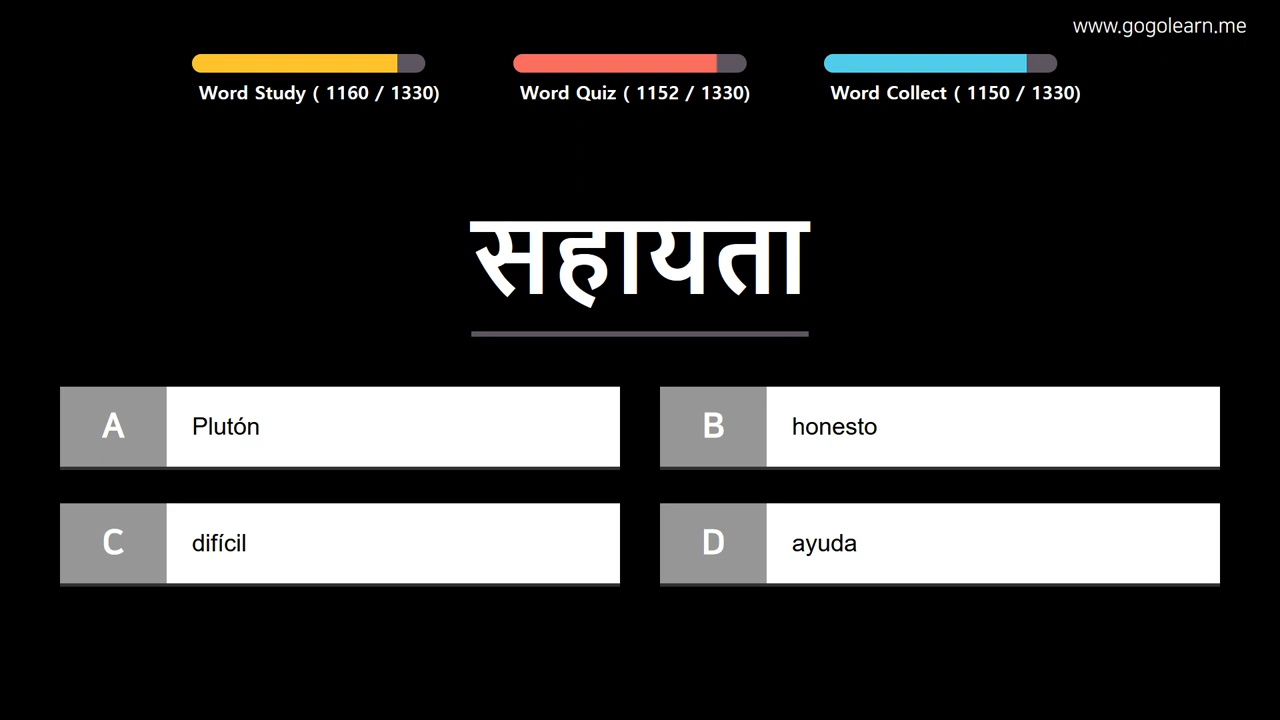 www.gogolearn.me
Word Study ( 1160 / 1330)
Word Quiz ( 1152 / 1330)
Word Collect ( 1150 / 1330)
सहायता
A Plutón
B honesto
C difícil
D ayuda